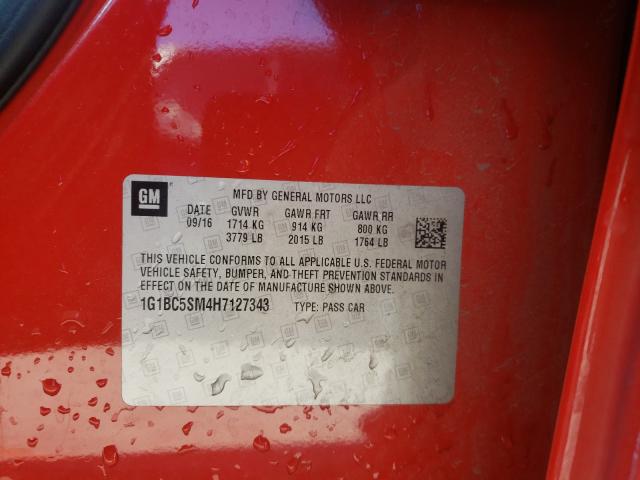 GM
MFD BY GENERAL MOTORS LLC
DATE GVWR GAWR FRT GAWR RR
09/16 1714 KG 914 KG 800 KG
3779 LB 2015 LB 1764 LB
THIS VEHICLE CONFORMS TO ALL APPLICABLE U.S. FEDERAL MOTOR
VEHICLE SAFETY, BUMPER, AND THEFT PREVENTION STANDARDS IN
EFFECT ON THE DATE OF MANUFACTURE SHOWN ABOVE.
1G1BC5SM4H7127343 TYPE: PASS CAR